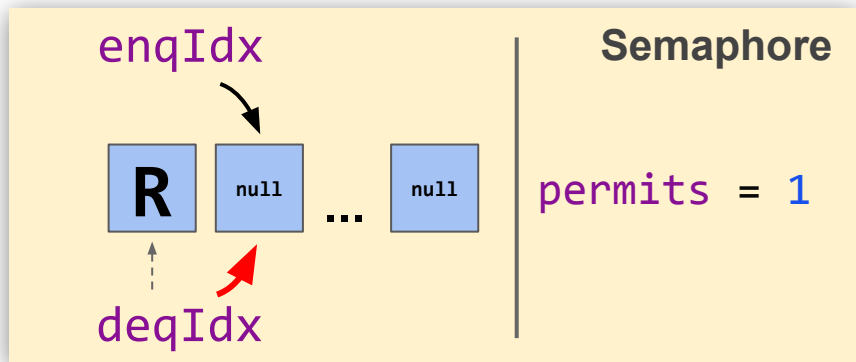 enqIdx
Semaphore
R
null
...
null
permits = 1
deqIdx